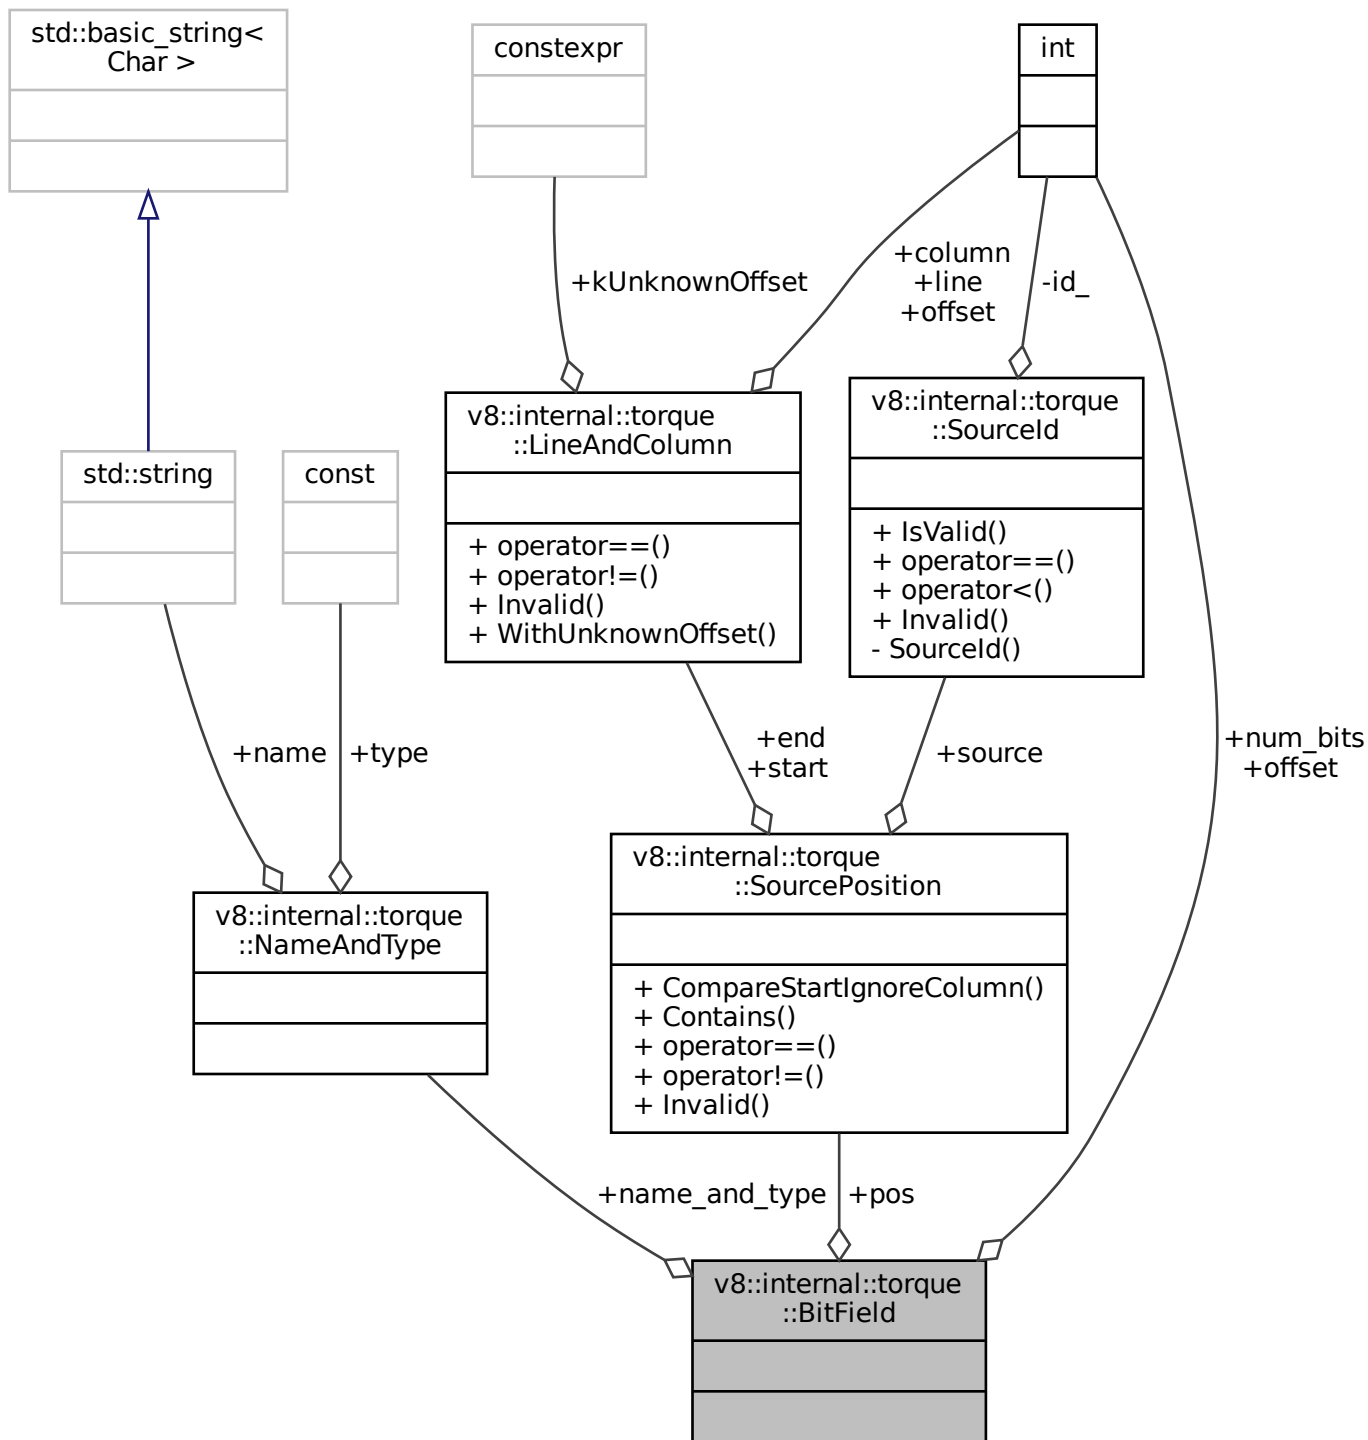 std::basic_string<
Char >
constexpr
int
+kUnknownOffset
+column
+line
+offset
-id_
v8::internal::torque
::LineAndColumn
+ operator==()
+ operator!=()
+ Invalid()
+ WithUnknownOffset()
v8::internal::torque
::SourceId
+ IsValid()
+ operator==()
+ operator<()
+ Invalid()
- SourceId()
std::string
const
+name
+type
+end
+start
+source
+num_bits
+offset
v8::internal::torque
::NameAndType
v8::internal::torque
::SourcePosition
+ CompareStartIgnoreColumn()
+ Contains()
+ operator==()
+ operator!=()
+ Invalid()
+name_and_type
+pos
v8::internal::torque
::BitField